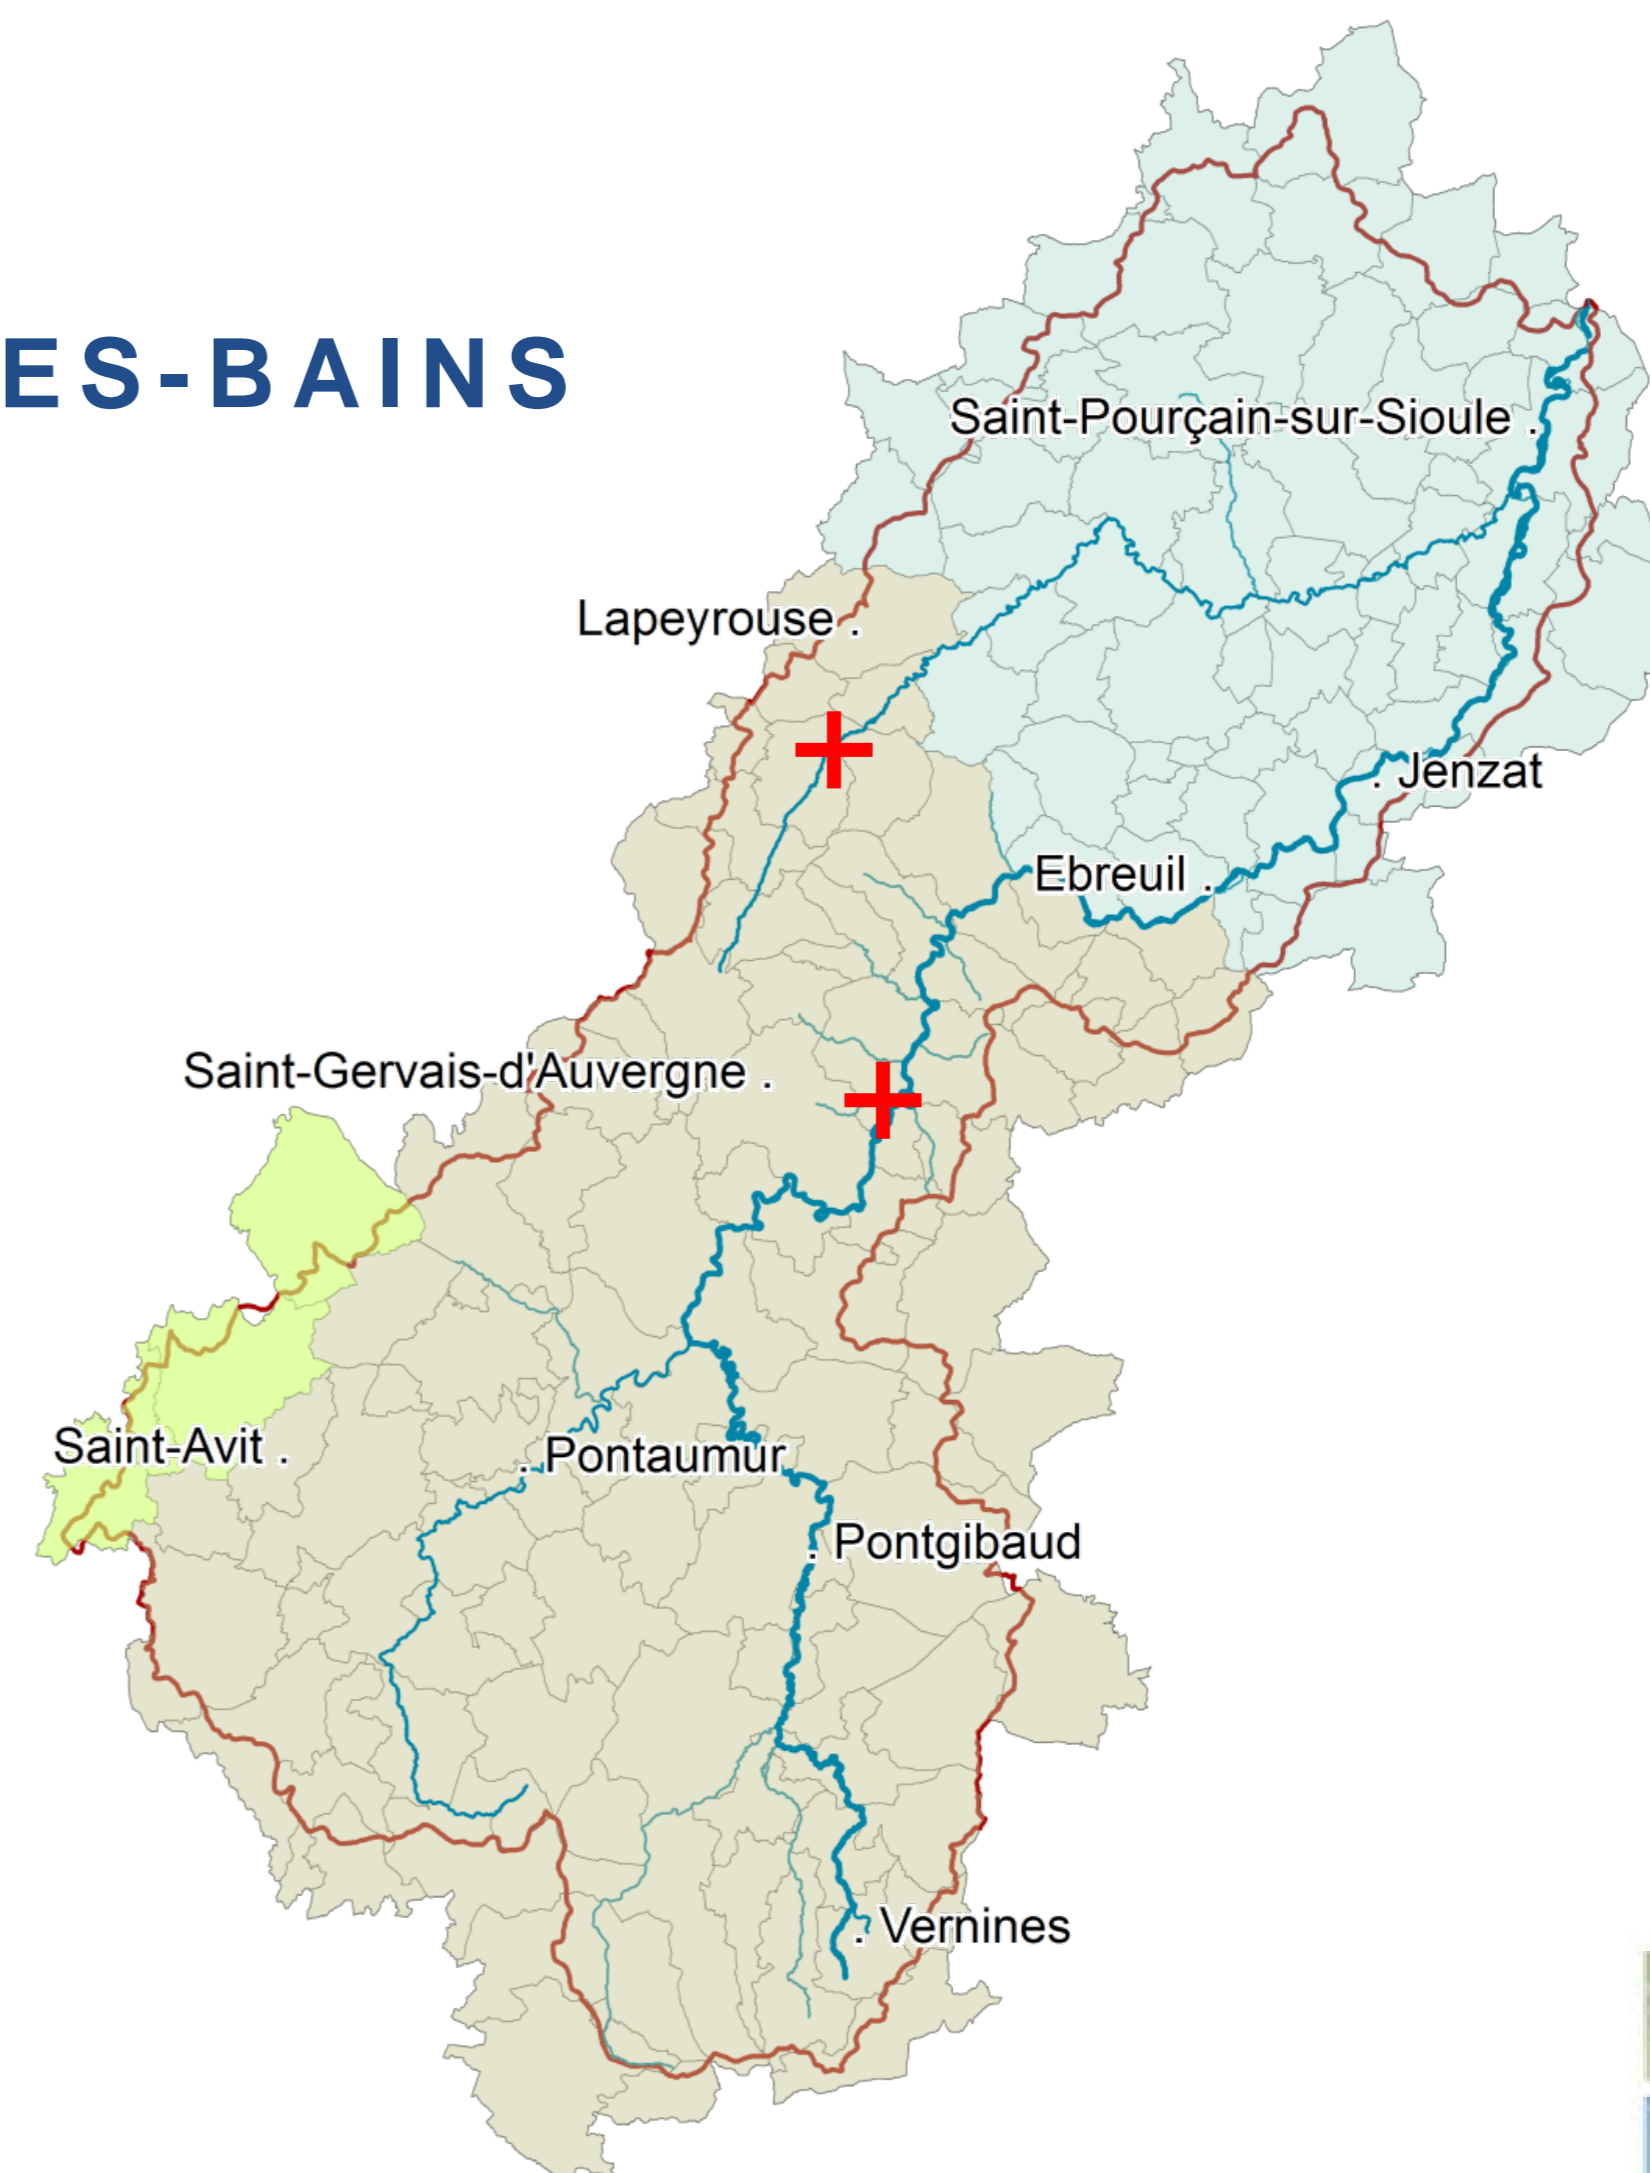 ES-BAINS
Saint-Pourçain-sur-Sioule .
Lapeyrouse .
. Jenzat
Ebreuil .
Saint-Gervais-d'Auvergne .
Saint-Avit .
. Pontaumur
. Pontgibaud
. Vernines